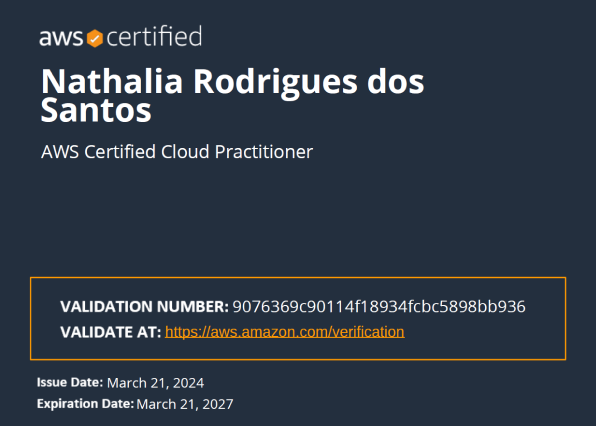 aws certified
Nathalia Rodrigues dos
Santos
AWS Certified Cloud Practitioner
VALIDATION NUMBER: 9076369c90114f18934fcbc5898bb936
VALIDATE AT: https://aws.amazon.com/verification
Issue Date: March 21, 2024
Expiration Date: March 21, 2027